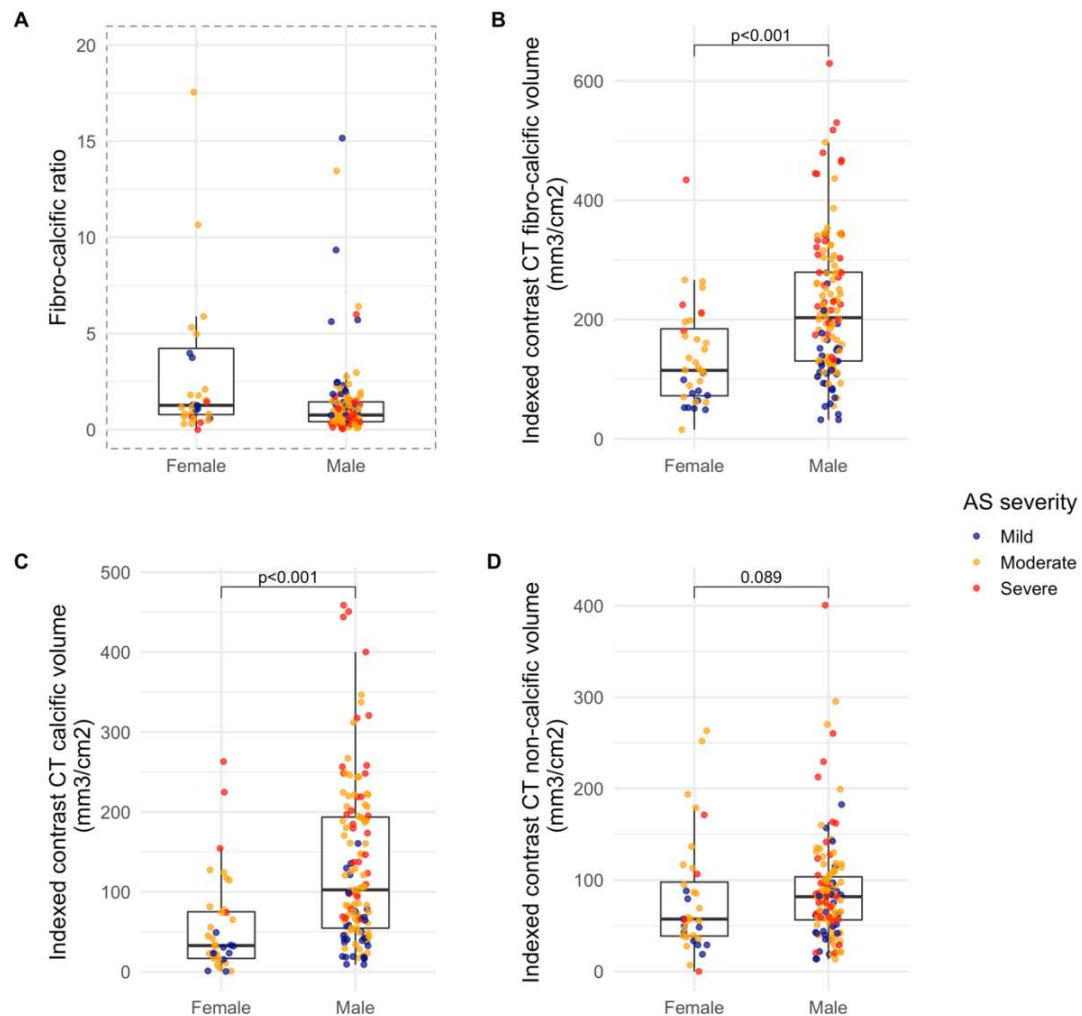 A
Fibro-calcific ratio
20
15
10
5
0
Female
Male
B
Indexed contrast CT fibro-calcific volume
(mm3/cm2)
p<0.001
600
400
200
0
Female
Male
C
Indexed contrast CT calcific volume
(mm3/cm2)
p<0.001
500
400
300
200
100
0
Female
Male
D
Indexed contrast CT non-calcific volume
(mm3/cm2)
0.089
400
300
200
100
0
Female
Male
AS severity
Mild
Moderate
Severe